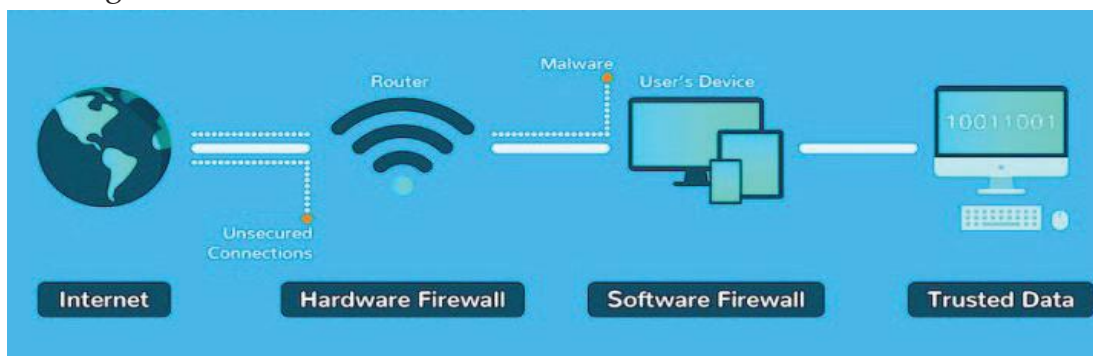 Malware
Router
User's Device
10011001
Unsecured
Connections
Internet
Hardware Firewall
Software Firewall
Trusted Data